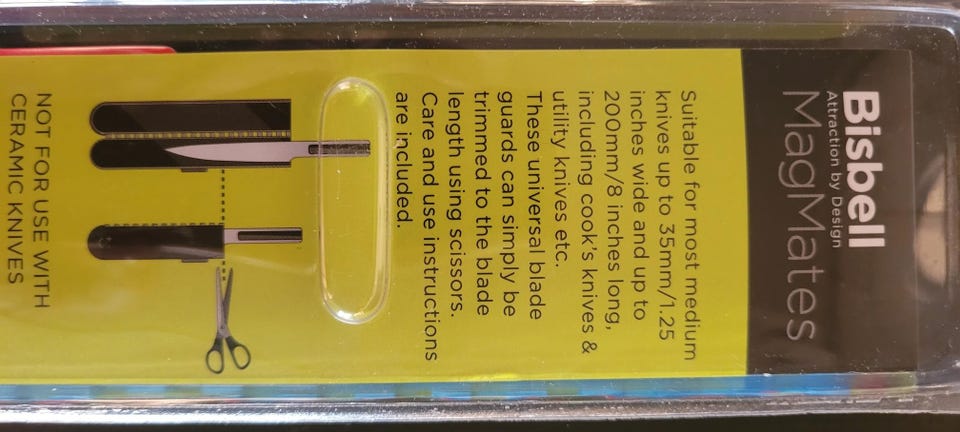 Bisbell
Attraction by Design
MagMates
Suitable for most medium
knives up to 35mm/1.25
inches wide and up to
200mm/8 inches long,
including cook's knives &
utility knives etc.
These universal blade
guards can simply be
trimmed to the blade
length using scissors.
Care and use instructions
are included.
NOT FOR USE WITH
CERAMIC KNIVES